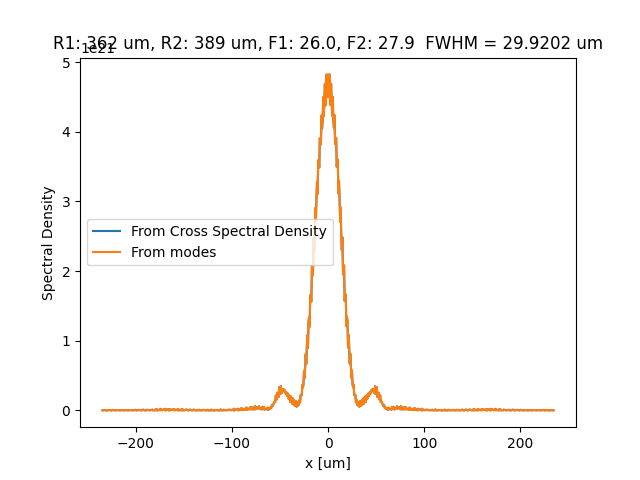 R1: 362 um, R2: 389 um, F1: 26.0, F2: 27.9  FWHM = 29.9202 um
1e21
5
4
3
2
1
0
Spectral Density
From Cross Spectral Density
From modes
−200 −100 0 100 200
x [um]